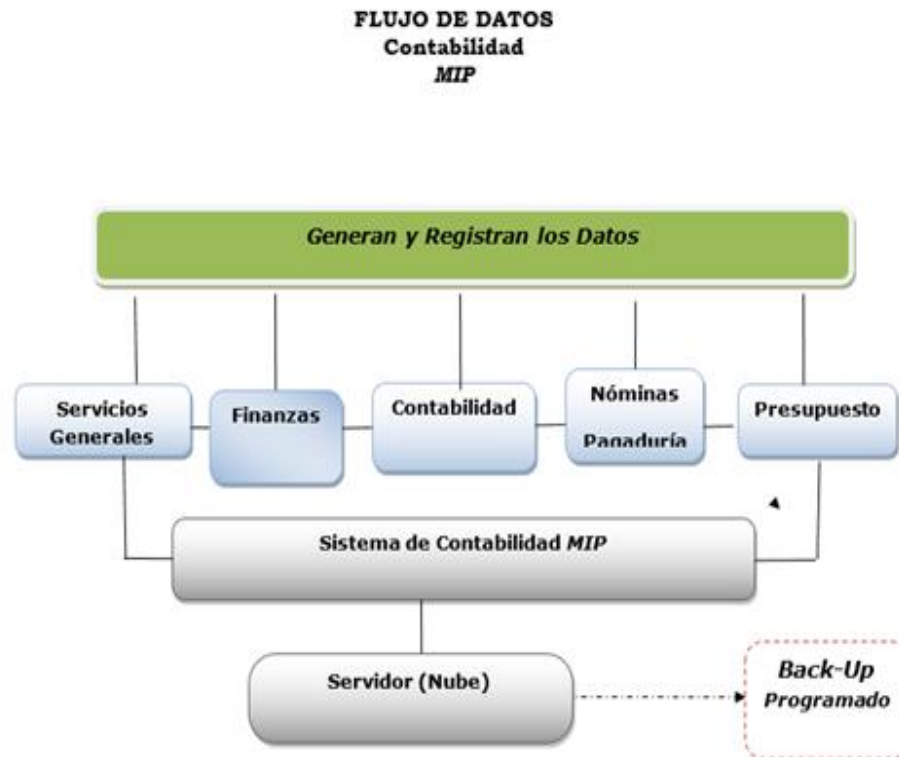 FLUJO DE DATOS
Contabilidad
MIP
Generan y Registran los Datos
Servicios
Generales
Finanzas
Contabilidad
Nóminas
Pagaduría
Presupuesto
Sistema de Contabilidad MIP
Servidor (Nube)
Back-Up
Programado